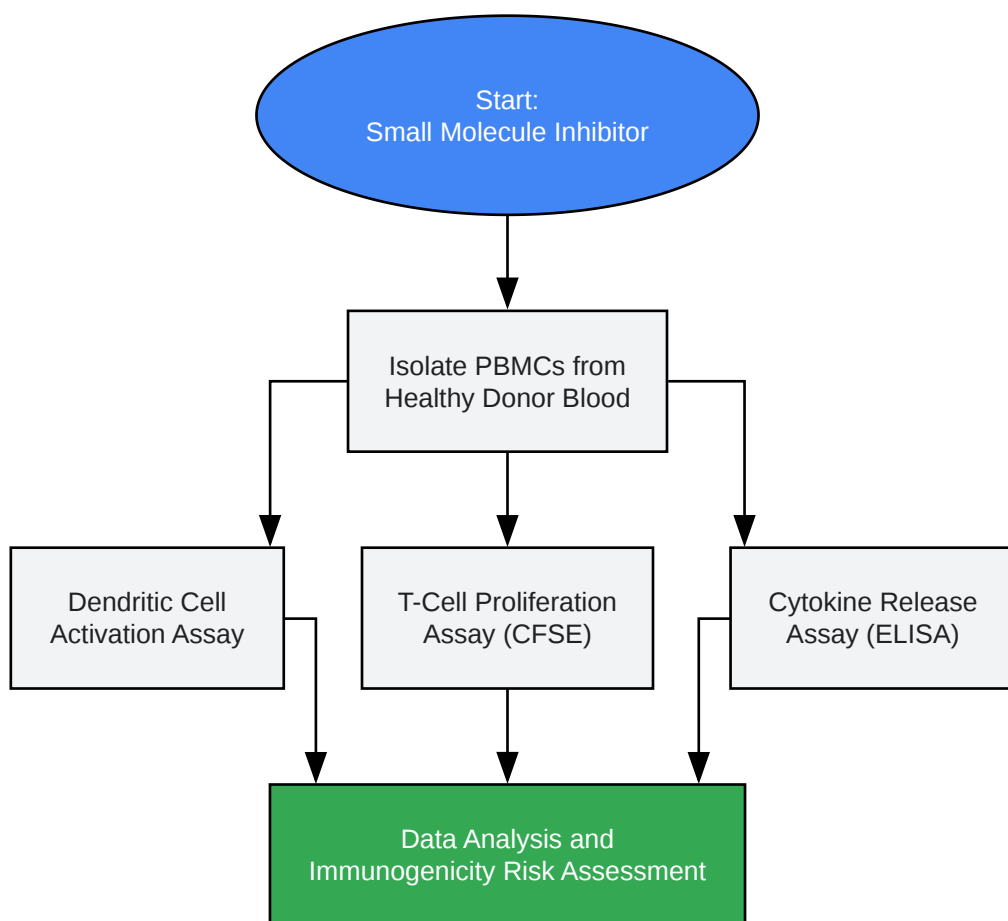 Start:
Small Molecule Inhibitor
Isolate PBMCs from
Healthy Donor Blood
Dendritic Cell
Activation Assay
T-Cell Proliferation
Assay (CFSE)
Cytokine Release
Assay (ELISA)
Data Analysis and
Immunogenicity Risk Assessment